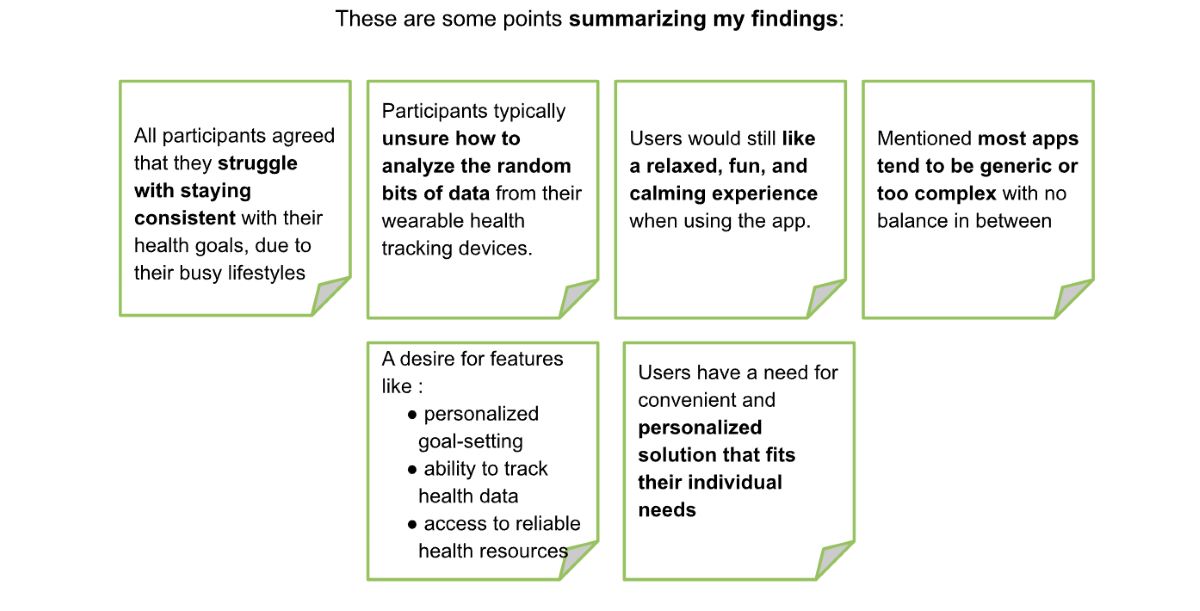 These are some points summarizing my findings:
All participants agreed
that they struggle
with staying
consistent with their
health goals, due to
their busy lifestyles
Participants typically
unsure how to
analyze the random
bits of data from their
wearable health
tracking devices.
Users would still like
a relaxed, fun, and
calming experience
when using the app.
Mentioned most apps
tend to be generic or
too complex with no
balance in between
A desire for features
like :
● personalized
goal-setting
● ability to track
health data
● access to reliable
health resources
Users have a need for
convenient and
personalized
solution that fits
their individual
needs